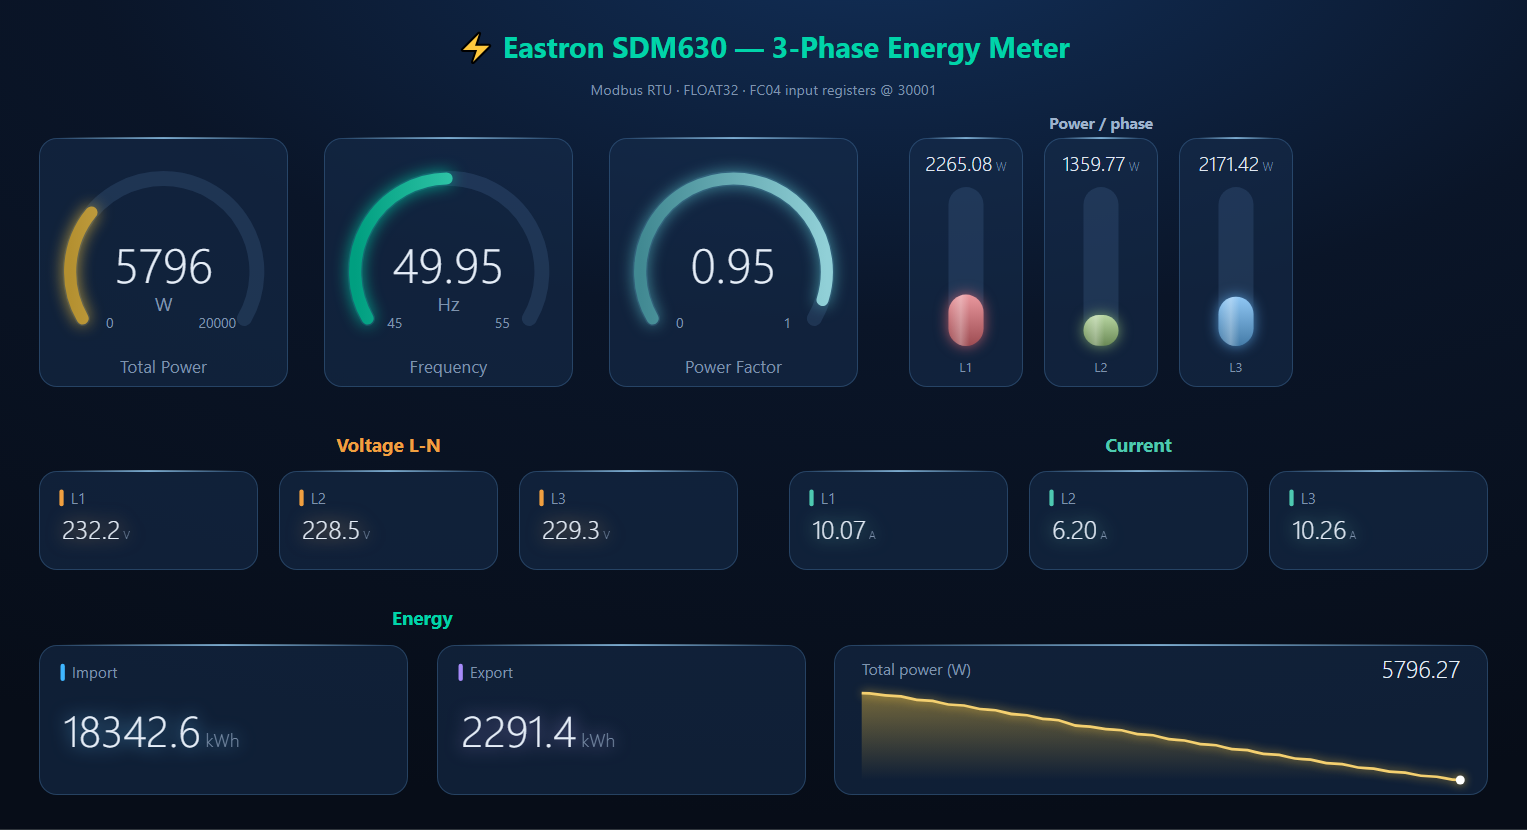 ⚡ Eastron SDM630 — 3-Phase Energy Meter
Modbus RTU · FLOAT32 · FC04 input registers @ 30001
Power / phase
5796
W
0 20000
Total Power
49.95
Hz
45 55
Frequency
0.95
0 1
Power Factor
2265.08 W
L1
1359.77 W
L2
2171.42 W
L3
Voltage L-N
L1
232.2 V
L2
228.5 V
L3
229.3 V
Current
L1
10.07 A
L2
6.20 A
L3
10.26 A
Energy
Import
18342.6 kWh
Export
2291.4 kWh
Total power (W) 5796.27